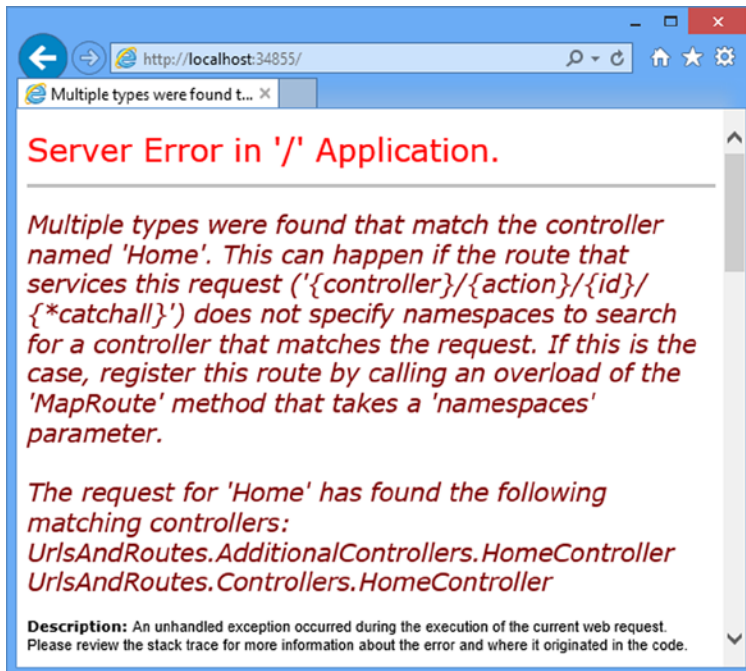 http://localhost:34855/
Multiple types were found t...
Server Error in '/' Application.
Multiple types were found that match the controller
named 'Home'. This can happen if the route that
services this request ('{controller}/{action}/{id}/
{*catchall}') does not specify namespaces to search
for a controller that matches the request. If this is the
case, register this route by calling an overload of the
'MapRoute' method that takes a 'namespaces'
parameter.
The request for 'Home' has found the following
matching controllers:
UrlsAndRoutes.AdditionalControllers.HomeController
UrlsAndRoutes.Controllers.HomeController
Description: An unhandled exception occurred during the execution of the current web request.
Please review the stack trace for more information about the error and where it originated in the code.